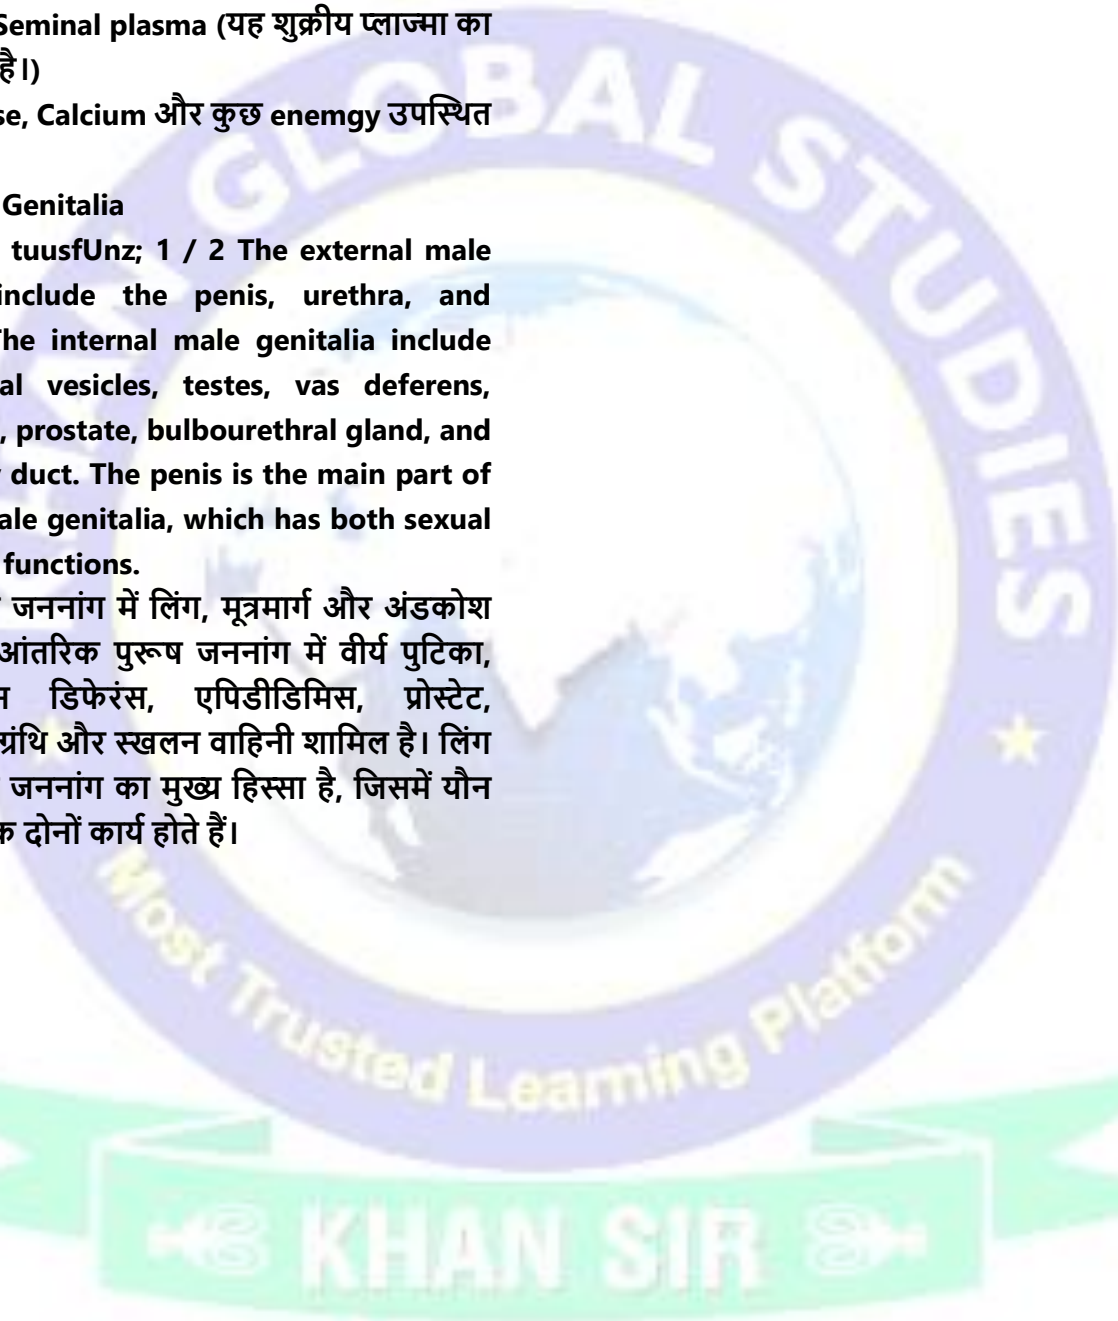 Seminal plasma (यह शुक्रीय प्लाज्मा का
है।)
se, Calcium और कुछ enemgy उपस्थित
Genitalia
tuusfUnz; 1 / 2 The external male
include the penis, urethra, and
The internal male genitalia include
al vesicles, testes, vas deferens,
, prostate, bulbourethral gland, and
duct. The penis is the main part of
ale genitalia, which has both sexual
functions.
जननांग में लिंग, मूत्रमार्ग और अंडकोश
आंतरिक पुरूष जननांग में वीर्य पुटिका,
डिफेरंस, एपिडीडिमिस, प्रोस्टेट,
ग्रंथि और स्खलन वाहिनी शामिल है। लिंग
जननांग का मुख्य हिस्सा है, जिसमें यौन
क दोनों कार्य होते हैं।
KHAN GLOBAL STUDIES
Most Trusted Learning Platform
KHAN SIR